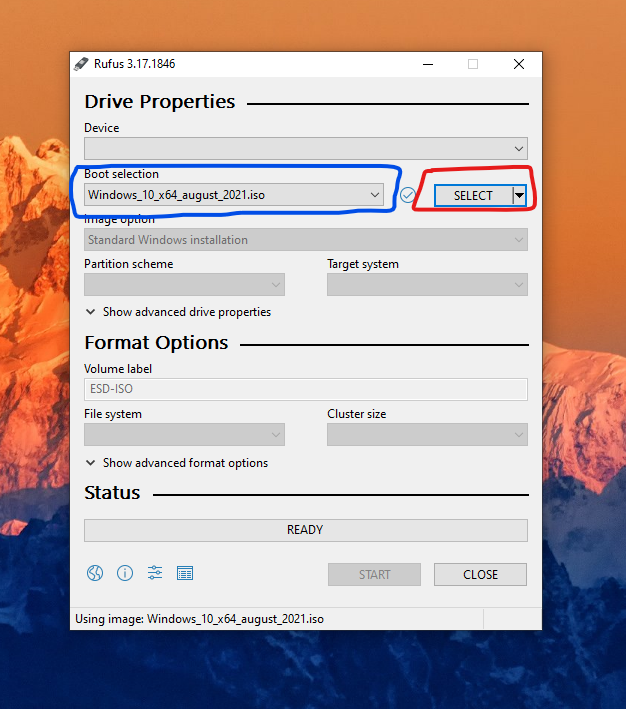 Rufus 3.17.1846
Drive Properties
Device
Boot selection
Windows_10_x64_august_2021.iso
SELECT
Image option
Standard Windows installation
Partition scheme Target system
Show advanced drive properties
Format Options
Volume label
ESD-ISO
File system Cluster size
Show advanced format options
Status
READY
START CLOSE
Using image: Windows_10_x64_august_2021.iso